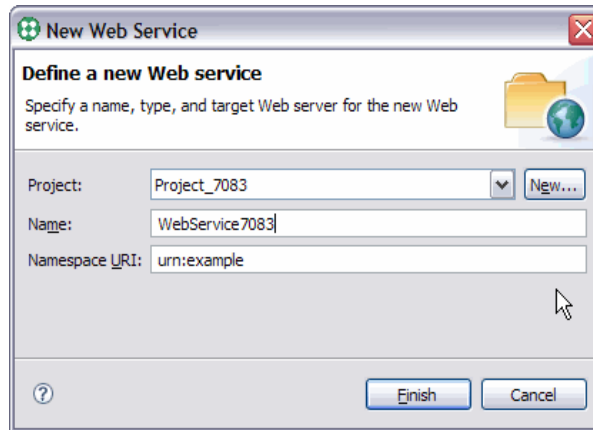 New Web Service
Define a new Web service
Specify a name, type, and target Web server for the new Web
service.
Project: Project_7083 New...
Name: WebService7083
Namespace URI: urn:example
? Finish Cancel